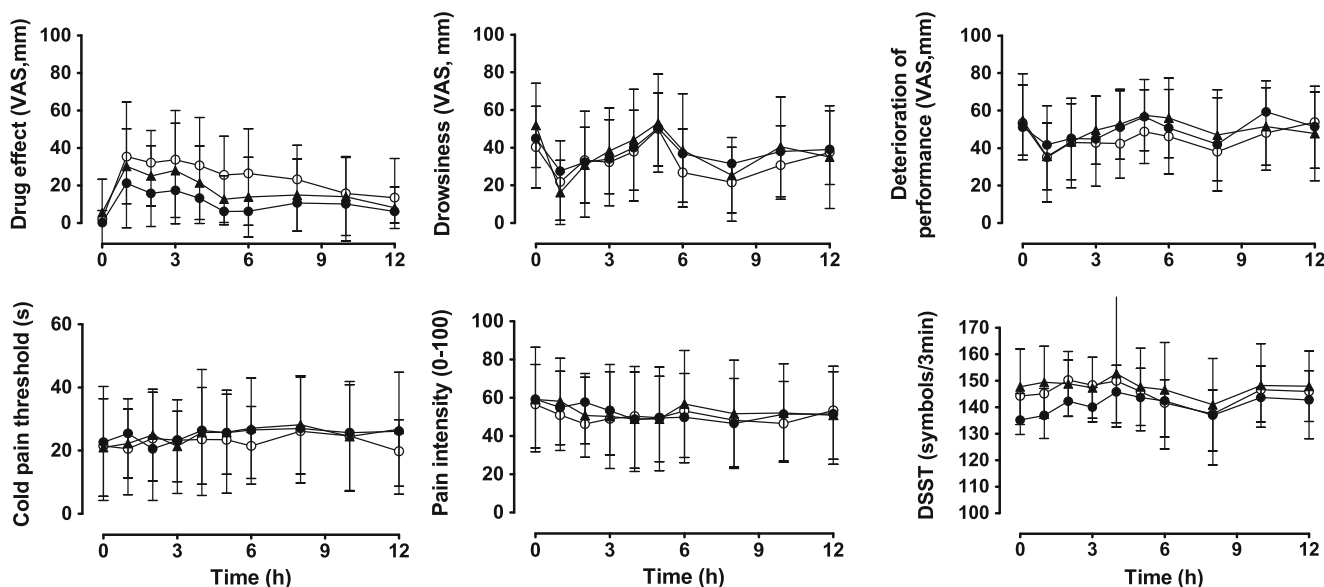 Drug effect (VAS, mm)
100
80
60
40
20
0
0 3 6 9 12
Drowsiness (VAS, mm)
100
80
60
40
20
0
0 3 6 9 12
Deterioration of
performance (VAS,mm)
100
80
60
40
20
0
0 3 6 9 12
Cold pain threshold (s)
60
40
20
0
0 3 6 9 12
Time (h)
Pain intensity (0-100)
100
80
60
40
20
0
0 3 6 9 12
Time (h)
DSST (symbols/3min)
170
160
150
140
130
120
110
100
0 3 6 9 12
Time (h)